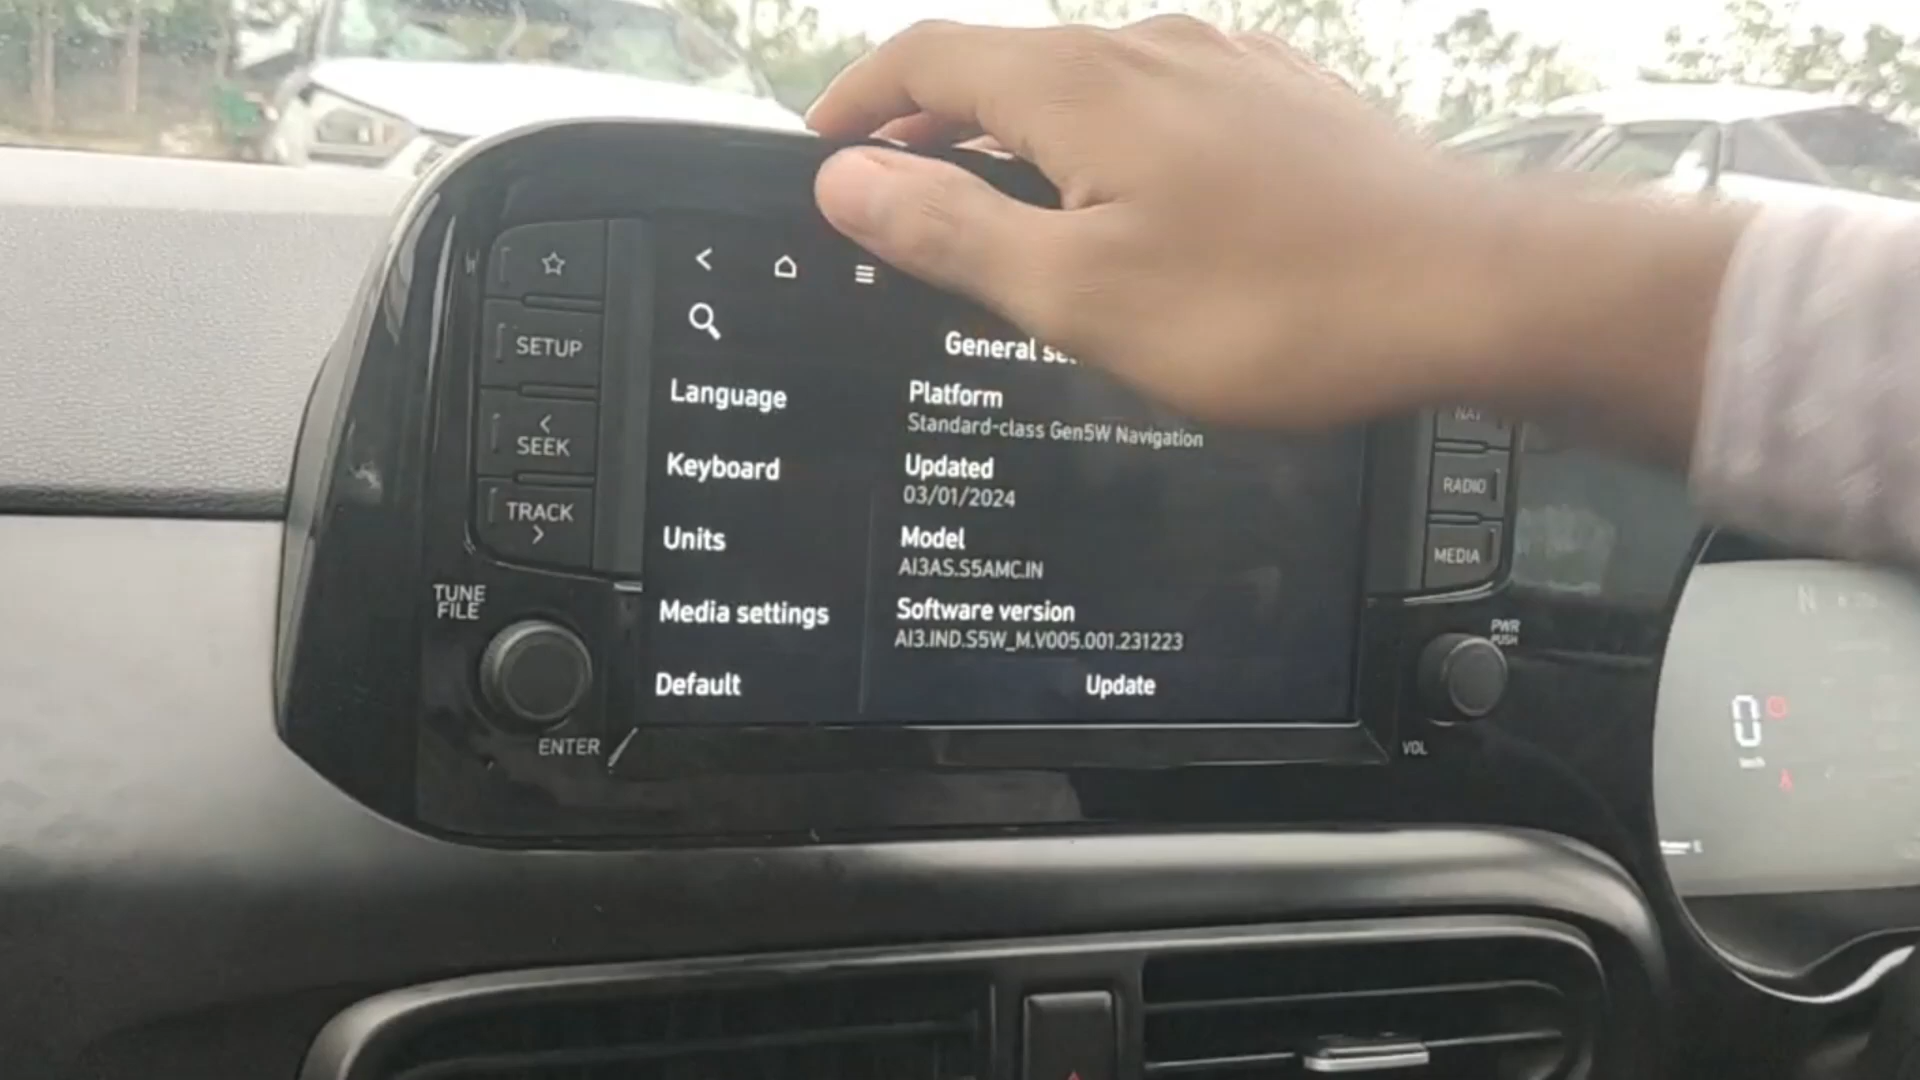 SETUP
<
SEEK
TRACK
>
TUNE
FILE
ENTER
General
Language
Keyboard
Units
Media settings
Default
Platform
Standard-class Gen5W Navigation
Updated
03/01/2024
Model
AI3AS.S5AMC.IN
Software version
AI3.IND.S5W_M.V005.001.231223
Update
RADIO
MEDIA
PWR
PUSH
VOL
0